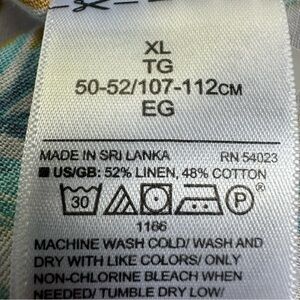 XL
TG
50-52/107-112CM
EG
MADE IN SRI LANKA RN 54023
US/GB: 52% LINEN, 48% COTTON
30 P ®
1166
MACHINE WASH COLD/ WASH AND
DRY WITH LIKE COLORS/ ONLY
NON-CHLORINE BLEACH WHEN
NEEDED/ TUMBLE DRY LOW/